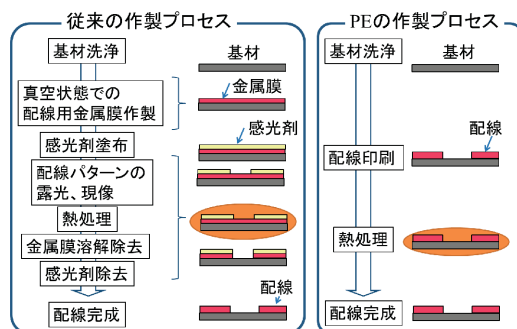 従来の作製プロセス
基材洗浄
基材
真空状態での
配線用金属膜作製
金属膜
感光剤塗布
感光剤
配線パターンの
露光、現像
熱処理
金属膜溶解除去
感光剤除去
配線
配線完成
PEの作製プロセス
基材洗浄
基材
配線
配線印刷
熱処理
配線完成